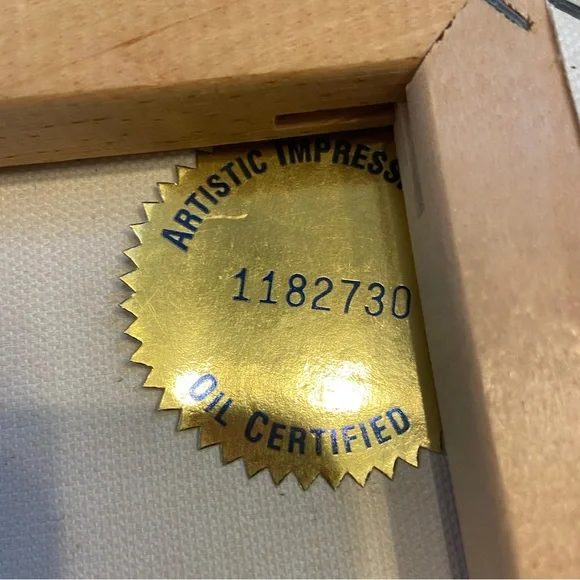 ARTISTIC IMPRESS
1182730
OIL CERTIFIED